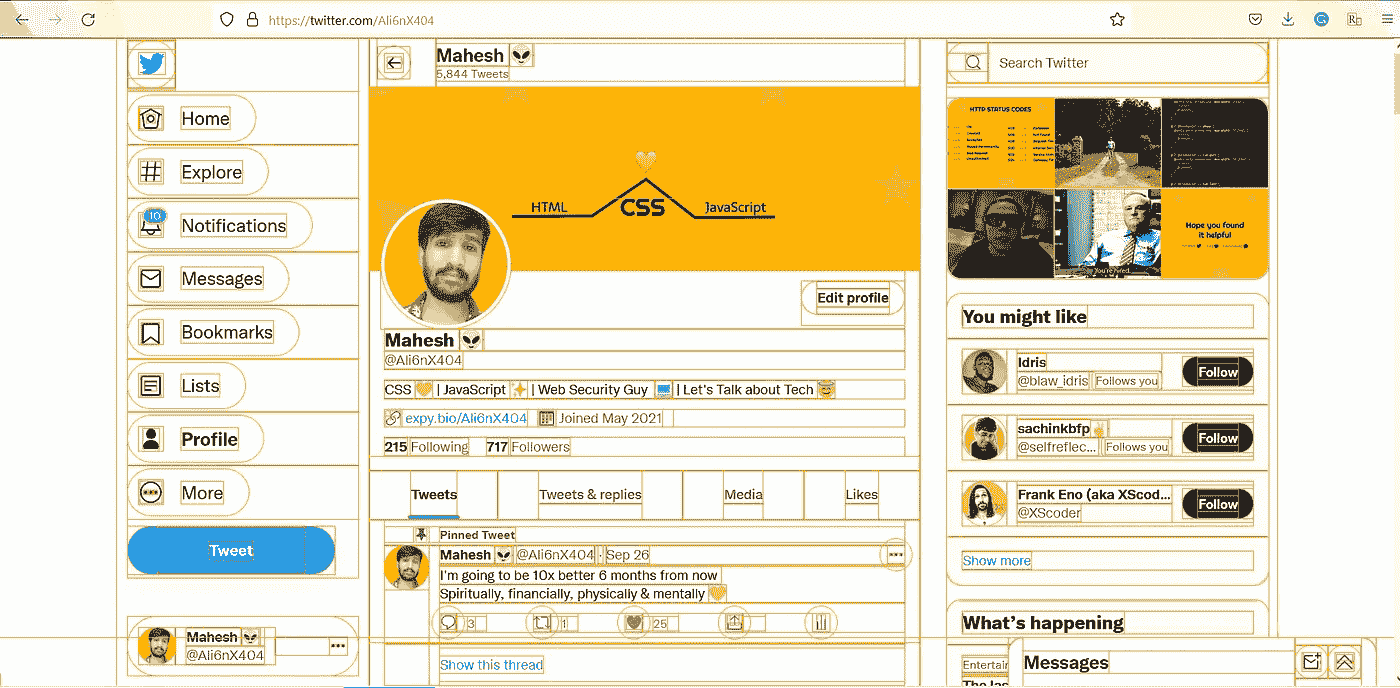 https://twitter.com/Ali6nX404
Home
Explore
10
Notifications
Messages
Bookmarks
Lists
Profile
More
Tweet
Mahesh
@Ali6nX404
Mahesh
5,844 Tweets
HTML CSS JavaScript
Edit profile
Mahesh
@Ali6nX404
CSS 🧡 | JavaScript ✨ | Web Security Guy 💻 | Let's Talk about Tech 😇
expy.bio/Ali6nX404 Joined May 2021
215 Following 717 Followers
Tweets Tweets & replies Media Likes
Pinned Tweet
Mahesh 👽 @Ali6nX404 · Sep 26
I'm going to be 10x better 6 months from now
Spiritually, financially, physically & mentally 🧡
3 1 25
Show this thread
Search Twitter
HTTP STATUS CODES
You're hired.
Hope you found
it helpful
You might like
Idris
@blaw_idris Follows you
Follow
sachinkbfp✌
@selfreflec... Follows you
Follow
Frank Eno (aka XScod...
@XScoder
Follow
Show more
What's happening
Entertain
The las
Messages